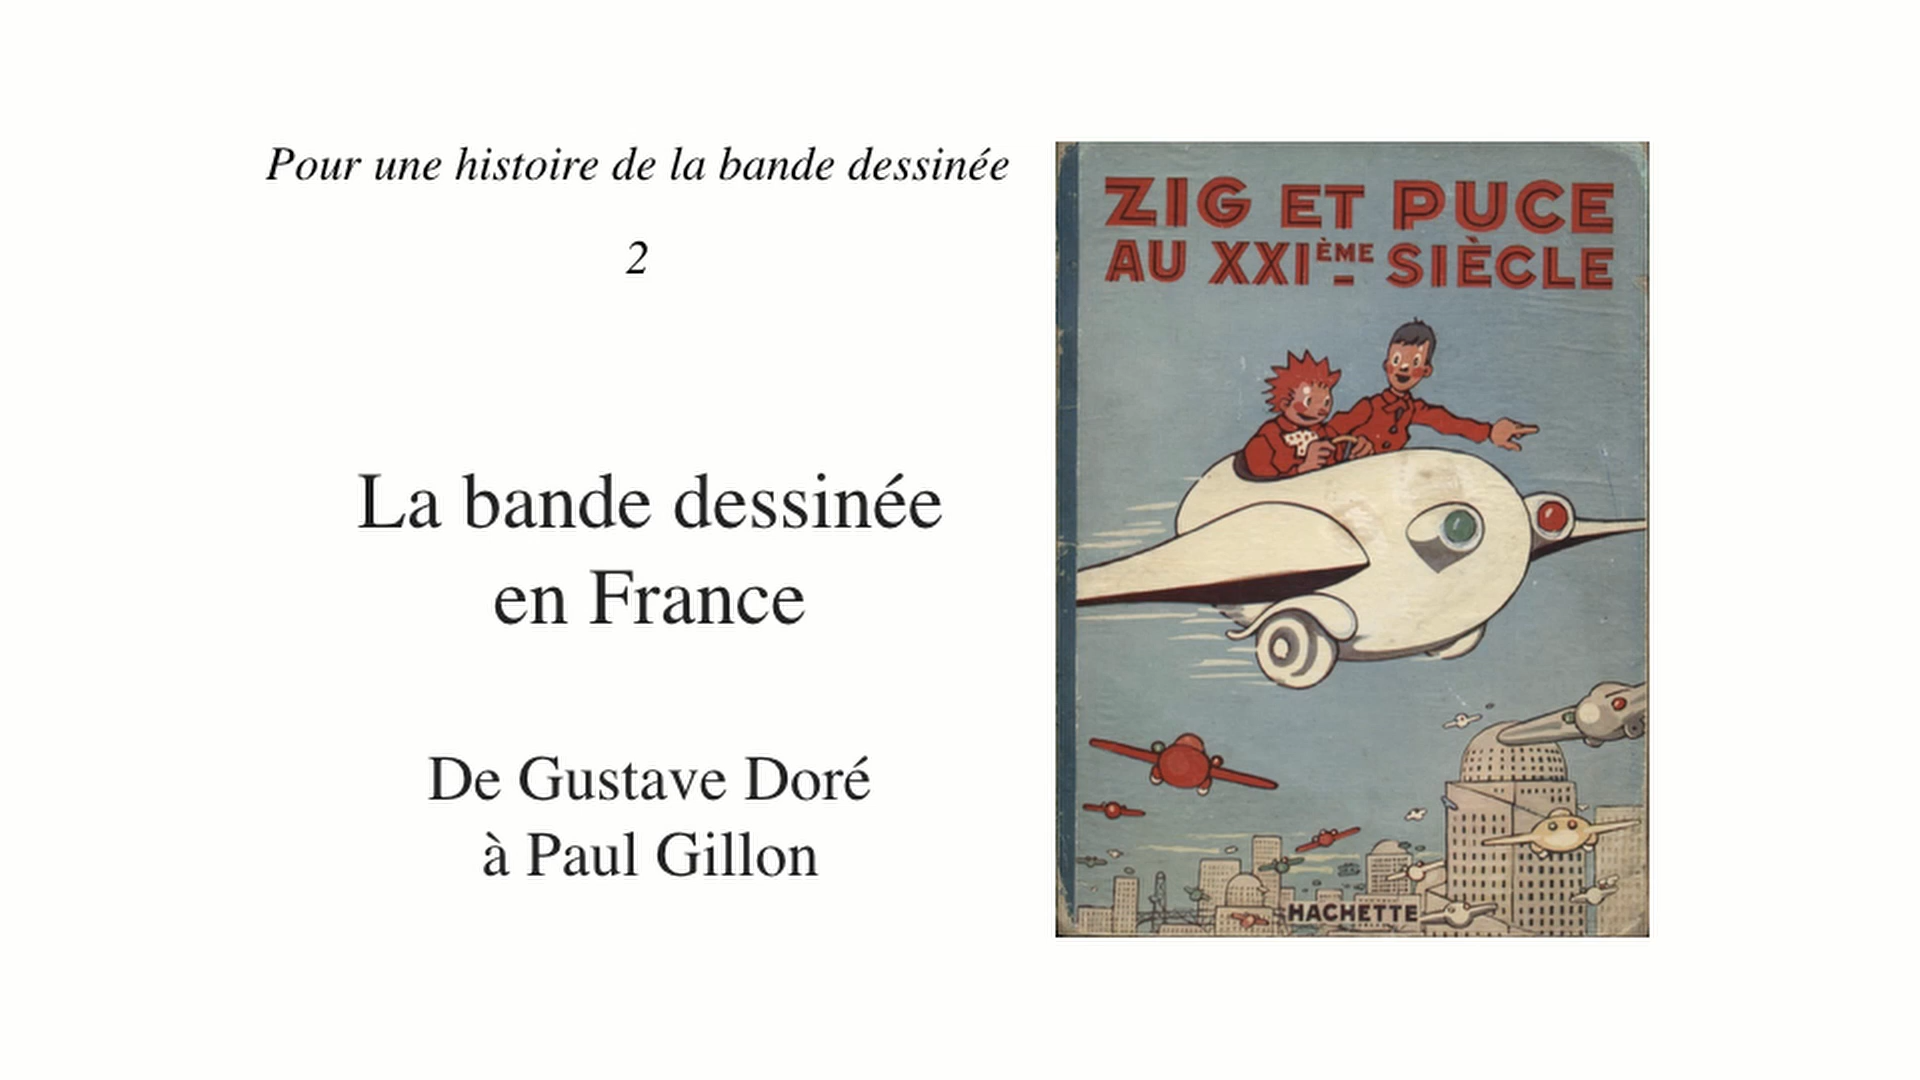 Pour une histoire de la bande dessinée
2
La bande dessinée
en France
De Gustave Doré
à Paul Gillon
ZIG ET PUCE
AU XXIÈME SIÈCLE
HACHETTE